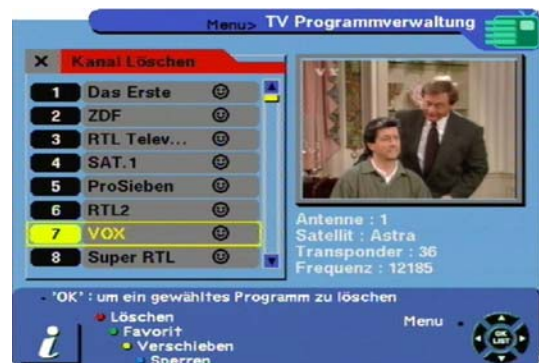 Menu> TV Programmverwaltung
X Kanal Löschen
1 Das Erste
2 ZDF
3 RTL Telev...
4 SAT.1
5 ProSieben
6 RTL2
7 VOX
8 Super RTL
Antenne : 1
Satellit : Astra
Transponder : 36
Frequenz : 12185
'OK' : um ein gewähltes Programm zu löschen
Löschen
Favorit
Verschieben
Sperren
Menu
OK
LIST
i